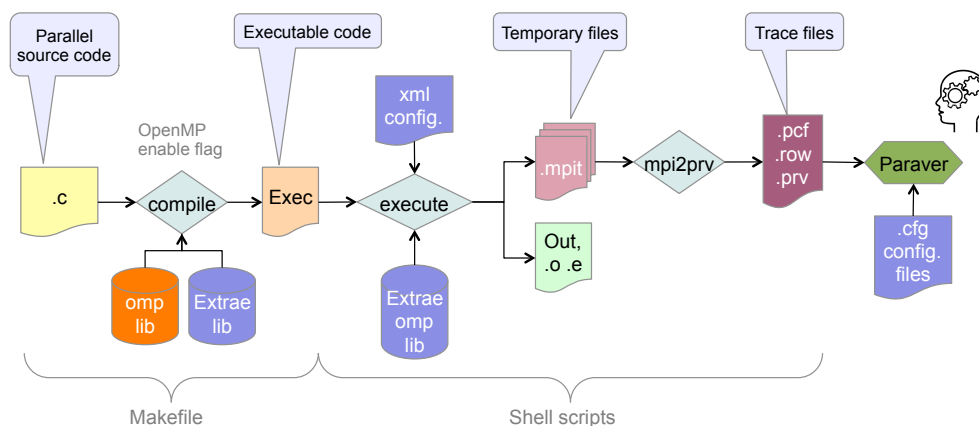 Parallel
source code
Executable code
Temporary files
Trace files
xml
config.
OpenMP
enable flag
.c
compile
Exec
execute
.mpit
mpi2prv
.pcf
.row
.prv
Paraver
Out,
.o .e
.cfg
config.
files
omp
lib
Extrae
lib
Extrae
omp
lib
Makefile
Shell scripts